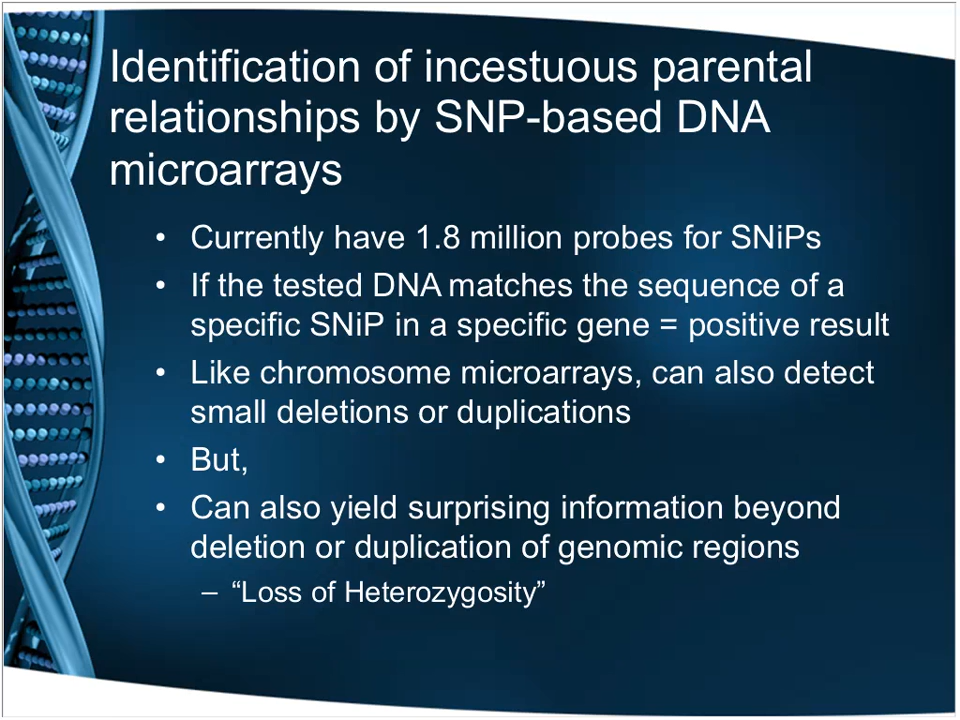 Identification of incestuous parental
relationships by SNP-based DNA
microarrays
• Currently have 1.8 million probes for SNiPs
• If the tested DNA matches the sequence of a
specific SNiP in a specific gene = positive result
• Like chromosome microarrays, can also detect
small deletions or duplications
• But,
• Can also yield surprising information beyond
deletion or duplication of genomic regions
– “Loss of Heterozygosity”